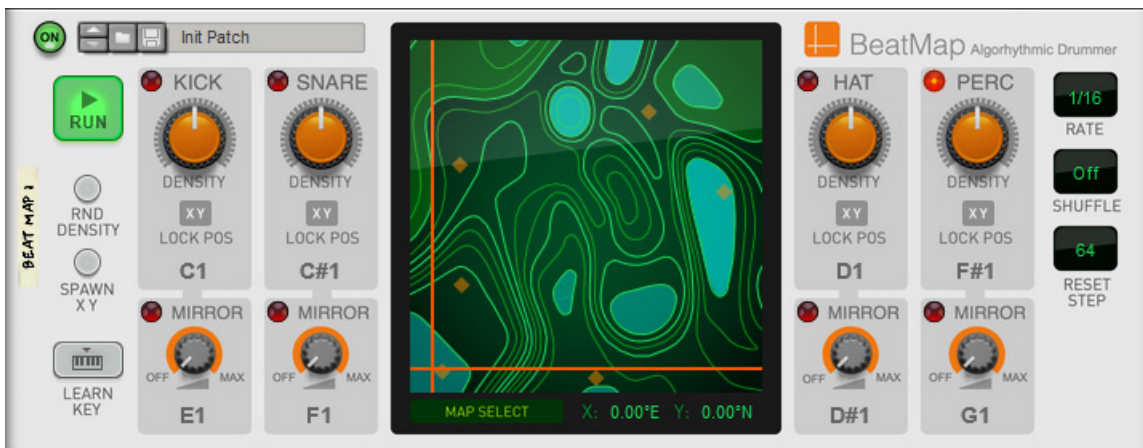 ON
Init Patch
BeatMap Algorhythmic Drummer
RUN
KICK
SNARE
HAT
PERC
1/16
RATE
DENSITY
DENSITY
DENSITY
DENSITY
BEAT MAP 1
RND
DENSITY
XY
XY
XY
XY
Off
SHUFFLE
LOCK POS
LOCK POS
LOCK POS
LOCK POS
SPAWN
XY
C1
C#1
D1
F#1
64
RESET
STEP
MIRROR
MIRROR
MIRROR
MIRROR
OFF MAX
OFF MAX
OFF MAX
OFF MAX
LEARN
KEY
E1
F1
MAP SELECT
X: 0.00°E Y: 0.00°N
D#1
G1